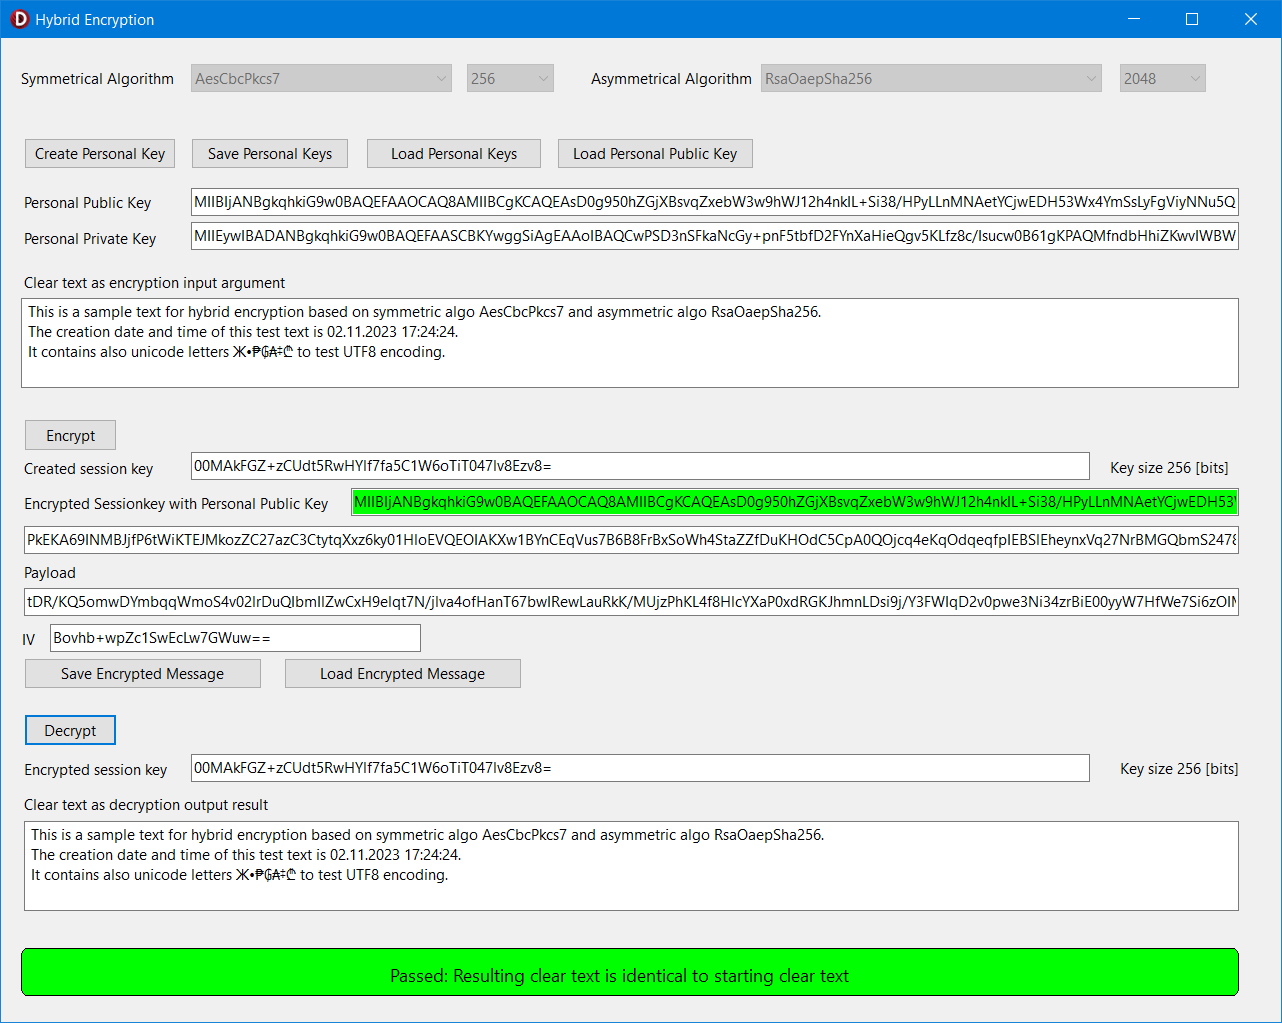 Hybrid Encryption
Symmetrical Algorithm AesCbcPkcs7 256 Asymmetrical Algorithm RsaOaepSha256 2048
Create Personal Key Save Personal Keys Load Personal Keys Load Personal Public Key
Personal Public Key MIIBIjANBgkqhkiG9w0BAQEFAAOCAQ8AMIIBCgKCAQEAsD0g950hZGjXBsvqZxebW3w9hWJ12h4nkIL+Si38/HPyLLnMNAetYCjwEDH53Wx4YmSsLyFgViyNNu5Q
Personal Private Key MIIEywIBADANBgkqhkiG9w0BAQEFAASCBKYwggSiAgEAAoIBAQCwPSD3nSFkaNcGy+pnF5tbfD2FYnXaHieQgv5KLfz8c/Isucw0B61gKPAQMfndbHhiZKwvIWBW
Clear text as encryption input argument
This is a sample text for hybrid encryption based on symmetric algo AesCbcPkcs7 and asymmetric algo RsaOaepSha256.
The creation date and time of this test text is 02.11.2023 17:24:24.
It contains also unicode letters Ж•₱₲₳‡₾ to test UTF8 encoding.
Encrypt
Created session key 00MAkFGZ+zCUdt5RwHYIf7fa5C1W6oTiT047Iv8Ezv8= Key size 256 [bits]
Encrypted Sessionkey with Personal Public Key MIIBIjANBgkqhkiG9w0BAQEFAAOCAQ8AMIIBCgKCAQEAsD0g950hZGjXBsvqZxebW3w9hWJ12h4nkIL+Si38/HPyLLnMNAetYCjwEDH53
PkEKA69INMBJjfP6tWiKTEJMkozZC27azC3CtytqXxz6ky01HIoEVQEOIAKXw1BYnCEqVus7B6B8FrBxSoWh4StaZZfDuKHOdC5CpA0QOjcq4eKqOdqeqfpIEBSlEheynxVq27NrBMGQbmS2478
Payload
tDR/KQ5omwDYmbqqWmoS4v02lrDuQIbmIIZwCxH9eIqt7N/jIva4ofHanT67bwIRewLauRkK/MUjzPhKL4f8HIcYXaP0xdRGKJhmnLDsi9j/Y3FWIqD2v0pwe3Ni34zrBiE00yyW7HfWe7Si6zOIM
IV Bovhb+wpZc1SwEcLw7GWuw==
Save Encrypted Message Load Encrypted Message
Decrypt
Encrypted session key 00MAkFGZ+zCUdt5RwHYIf7fa5C1W6oTiT047Iv8Ezv8= Key size 256 [bits]
Clear text as decryption output result
This is a sample text for hybrid encryption based on symmetric algo AesCbcPkcs7 and asymmetric algo RsaOaepSha256.
The creation date and time of this test text is 02.11.2023 17:24:24.
It contains also unicode letters Ж•₱₲₳‡₾ to test UTF8 encoding.
Passed: Resulting clear text is identical to starting clear text